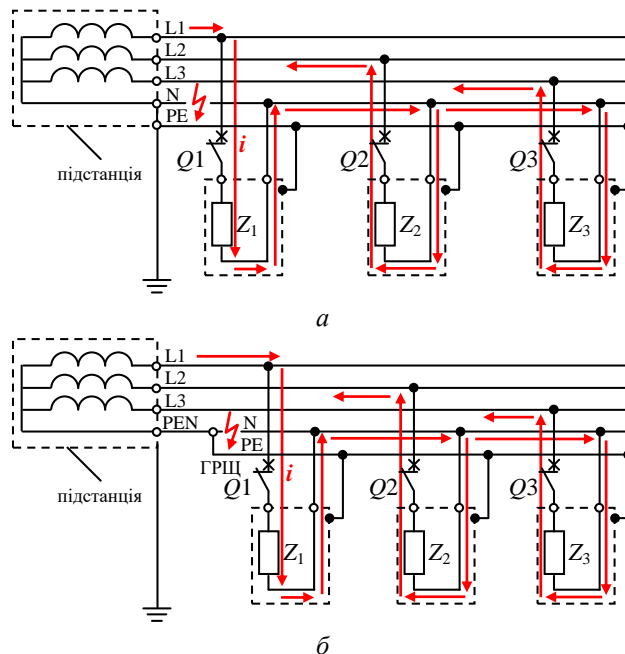 L1
L2
L3
N
PE
підстанція
Q1
i
Q2
Q3
Z1
Z2
Z3
а
L1
L2
L3
PEN
N
PE
ГРЩ
підстанція
Q1
i
Q2
Q3
Z1
Z2
Z3
б